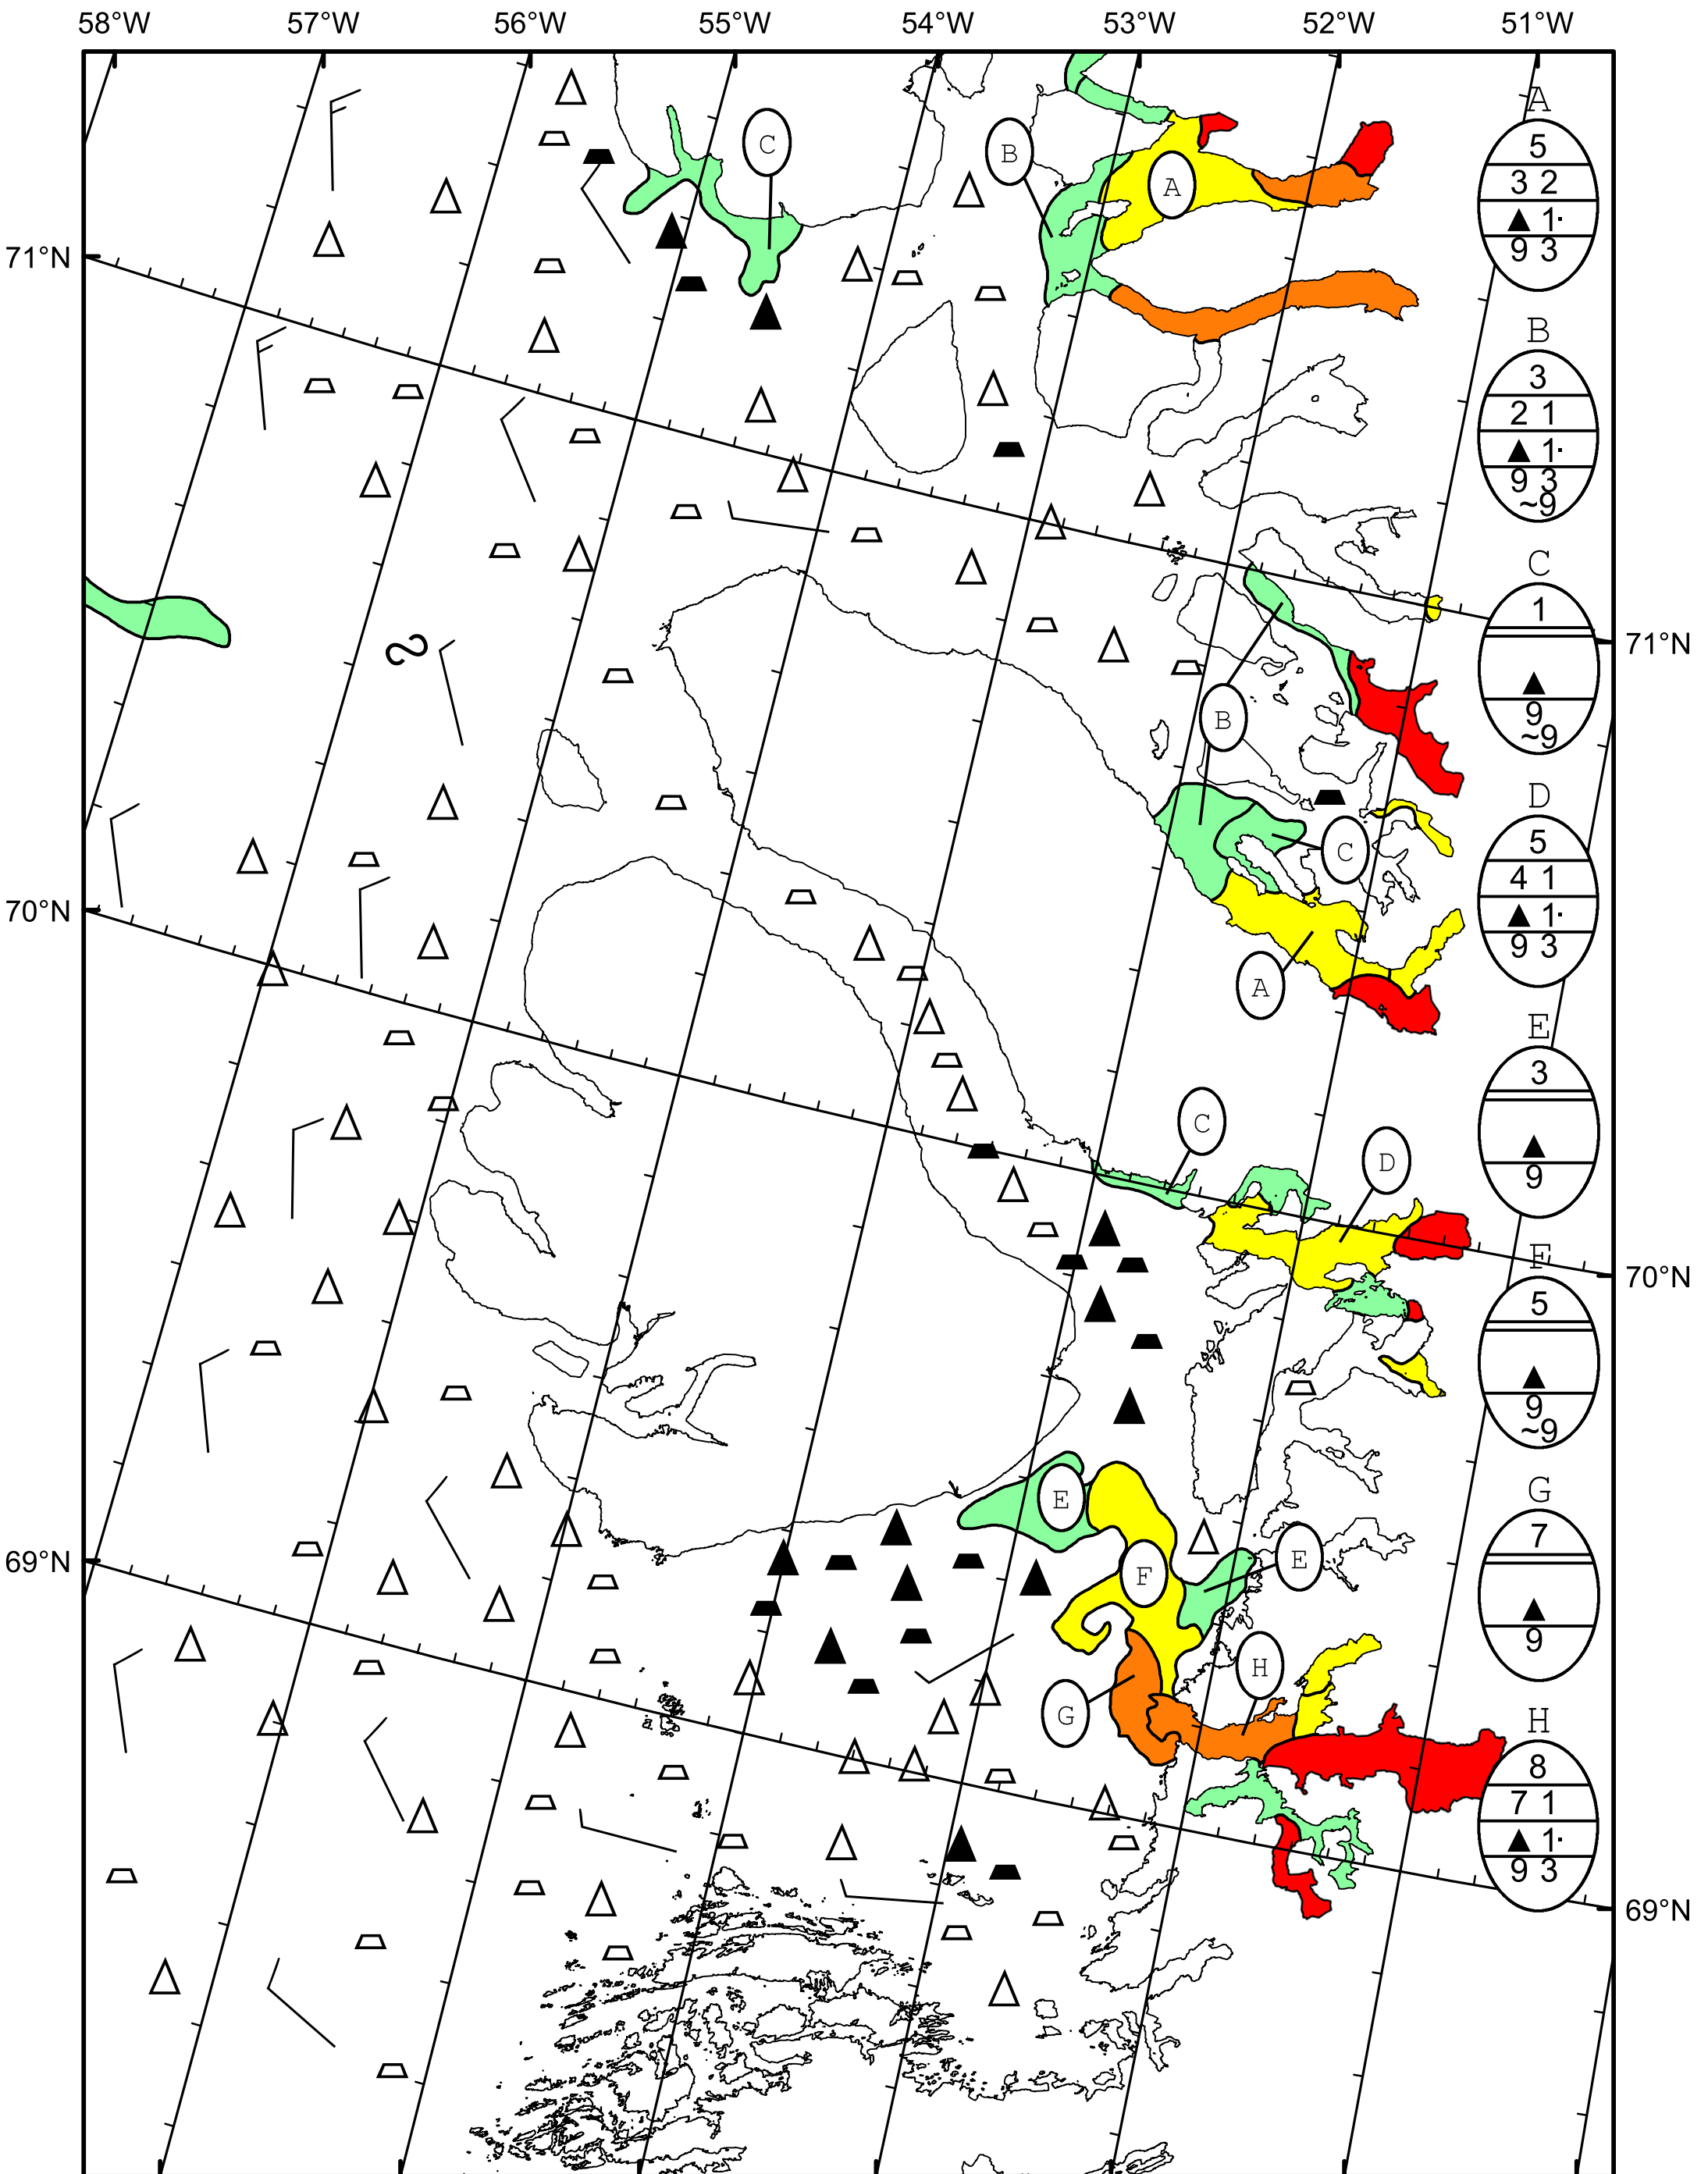 58°W 57°W 56°W 55°W 54°W 53°W 52°W 51°W
71°N
71°N
70°N
70°N
69°N
69°N
C
B
A
B
C
A
C
D
E
F
E
H
G
A
5
3 2
▲ 1·
9 3
B
3
2 1
▲ 1·
9 3
~9
C
1
▲
9
~9
D
5
4 1
▲ 1·
9 3
E
3
▲
9
F
5
▲
9
~9
G
7
▲
9
H
8
7 1
▲ 1·
9 3